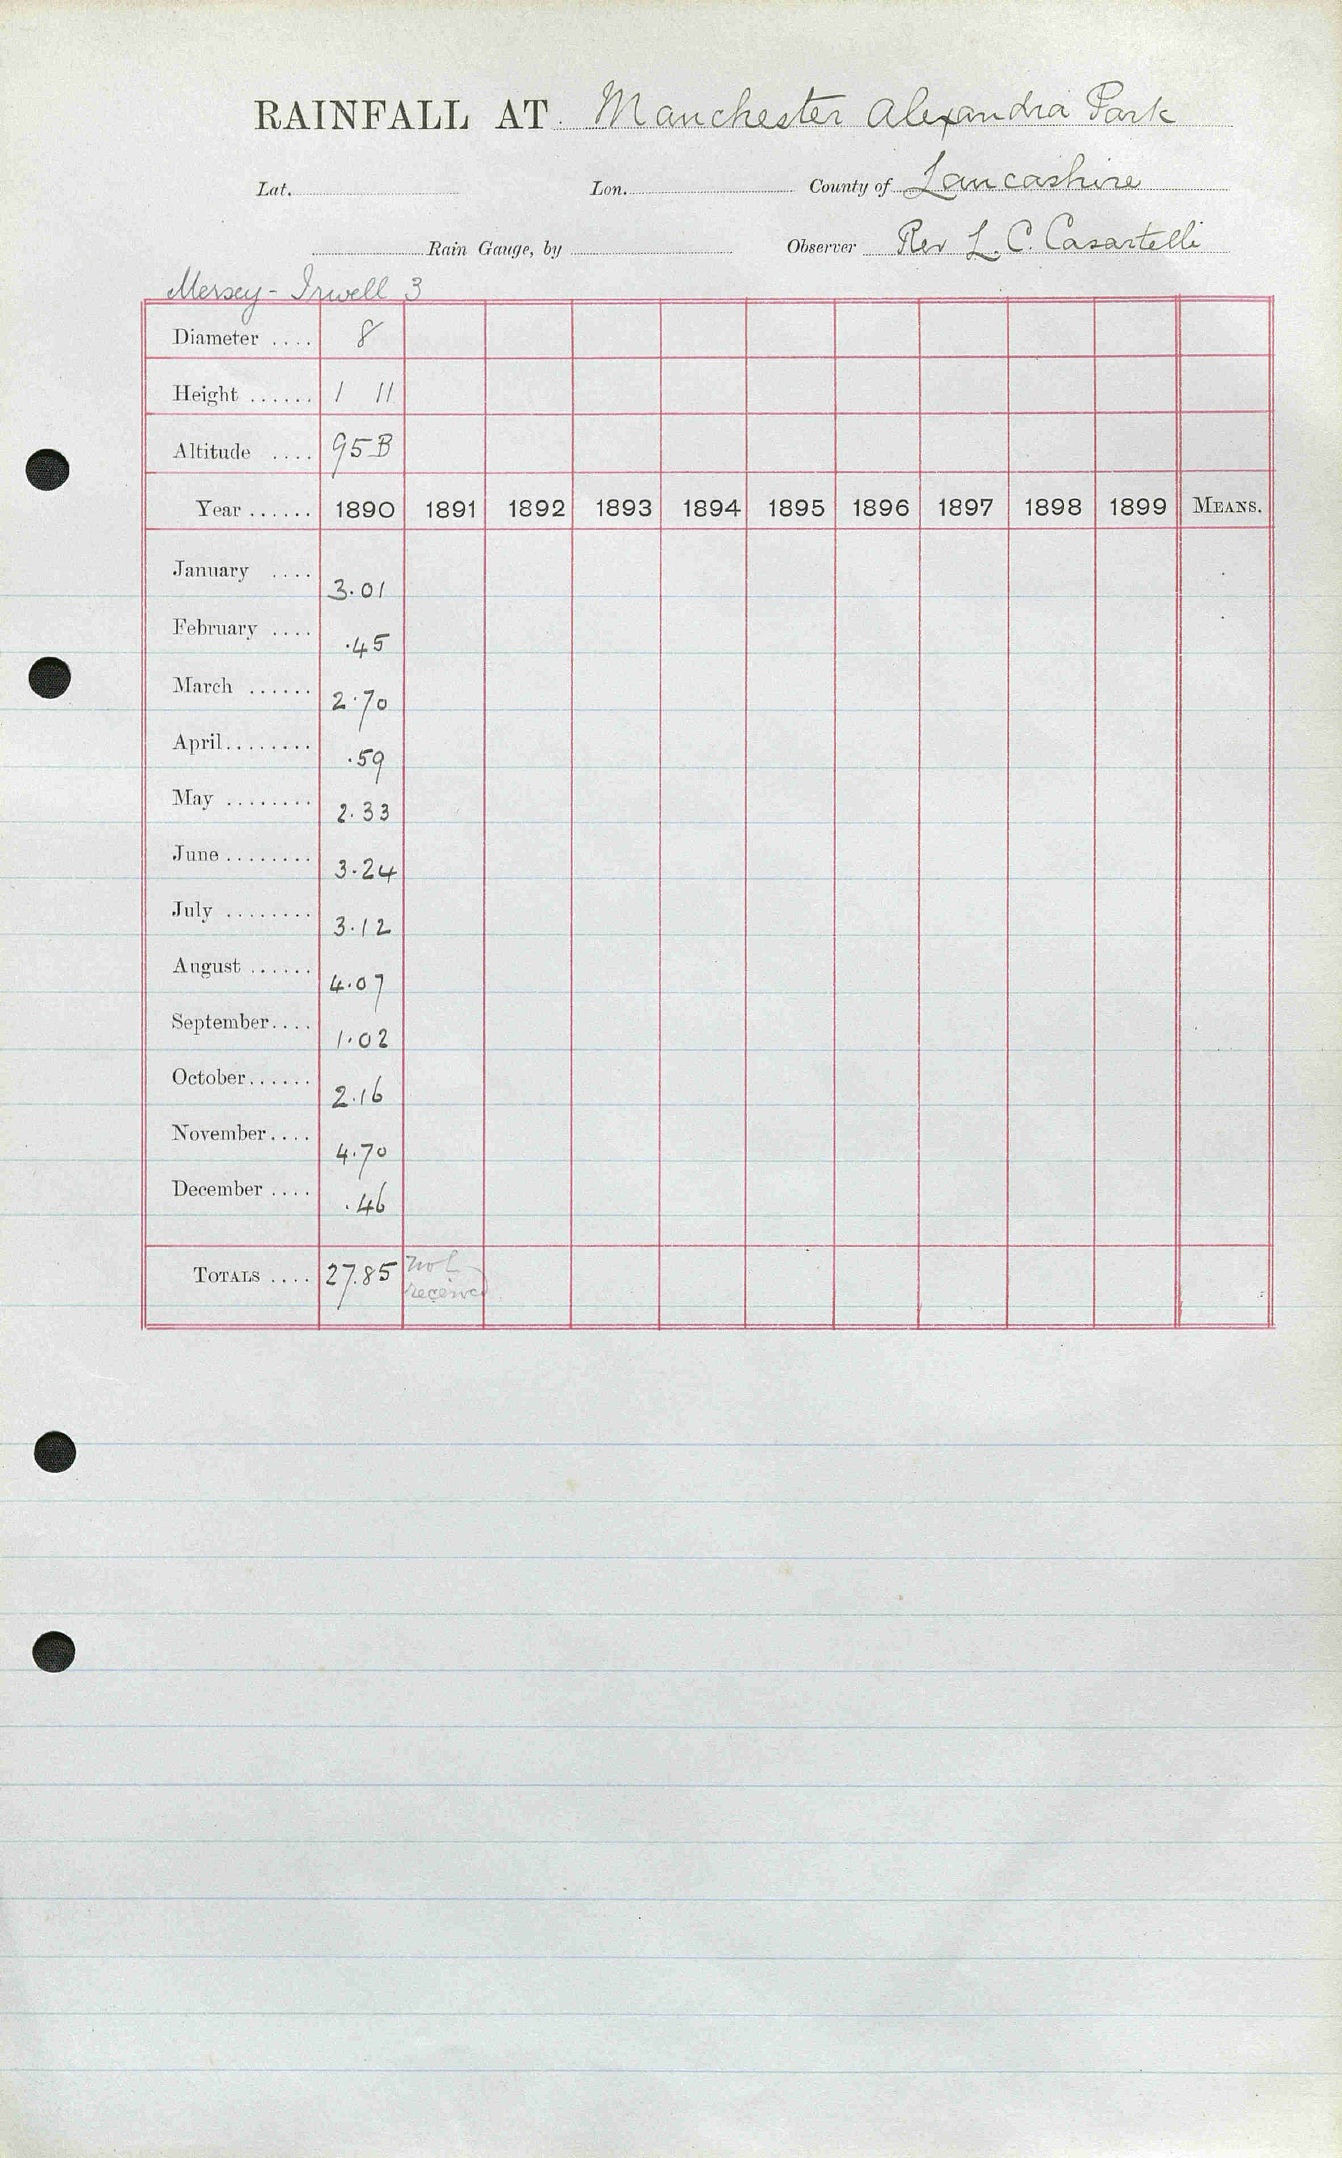 RAINFALL AT Manchester Alexandra Park
Lat. Lon. County of Lancashire
Rain Gauge, by Observer Rev L. C. Casartelli
Mersey - Irwell 3
Diameter .... 8
Height ...... 1 11
Altitude .... 95 B
Year ...... 1890 1891 1892 1893 1894 1895 1896 1897 1898 1899 MEANS.
January .... 3.01
February .... .45
March ...... 2.70
April........ .59
May ........ 2.33
June ........ 3.24
July ........ 3.12
August ...... 4.07
September.... 1.02
October...... 2.16
November.... 4.70
December .... .46
TOTALS .... 27.85 not
received